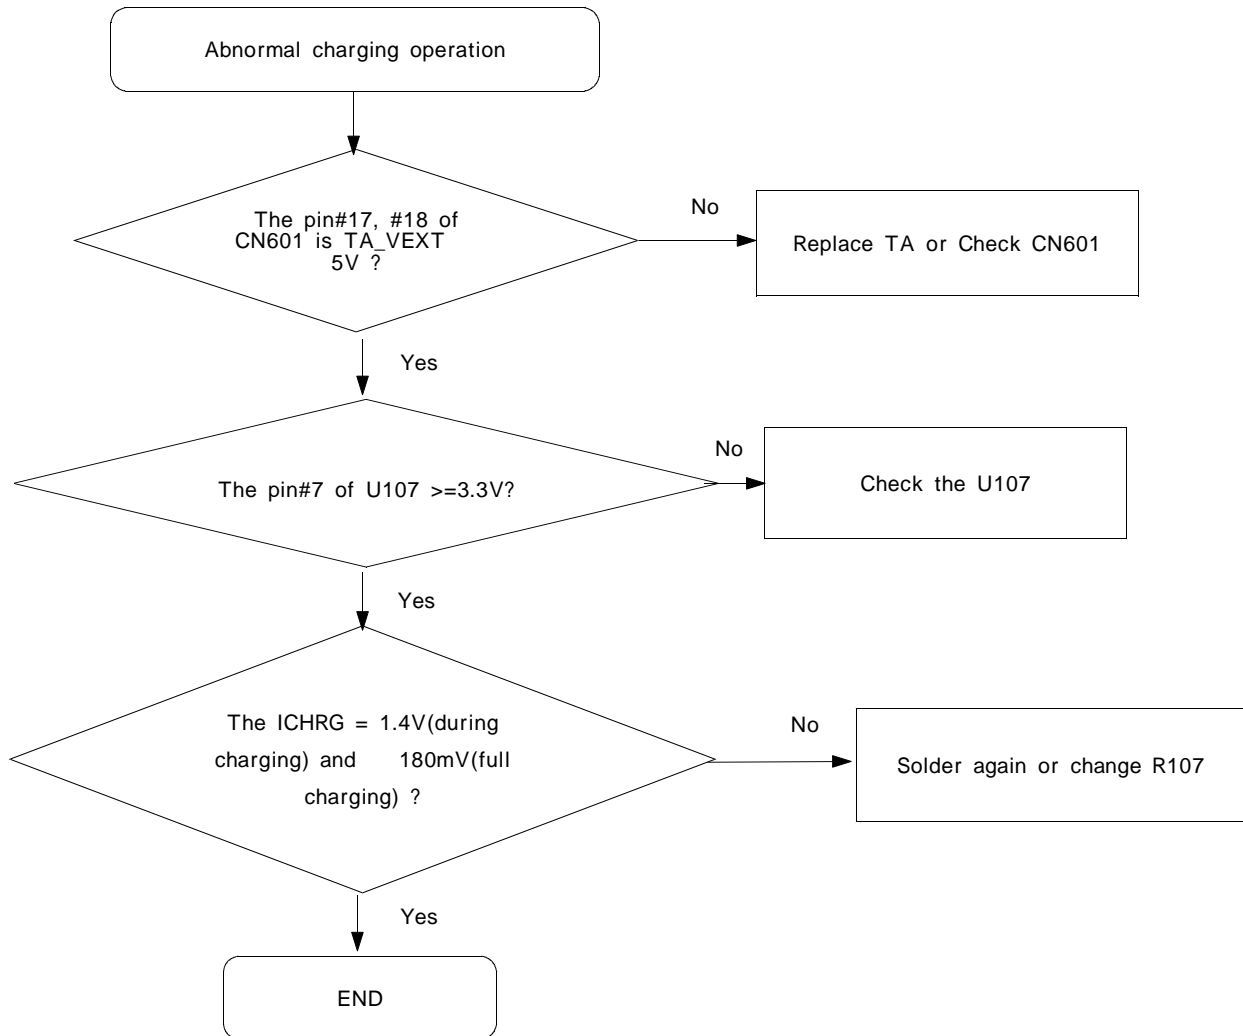 Abnormal charging operation
The pin#17, #18 of
CN601 is TA_VEXT
5V ?
No
Replace TA or Check CN601
Yes
The pin#7 of U107 >=3.3V?
No
Check the U107
Yes
The ICHRG = 1.4V(during
charging) and 180mV(full
charging) ?
No
Solder again or change R107
Yes
END